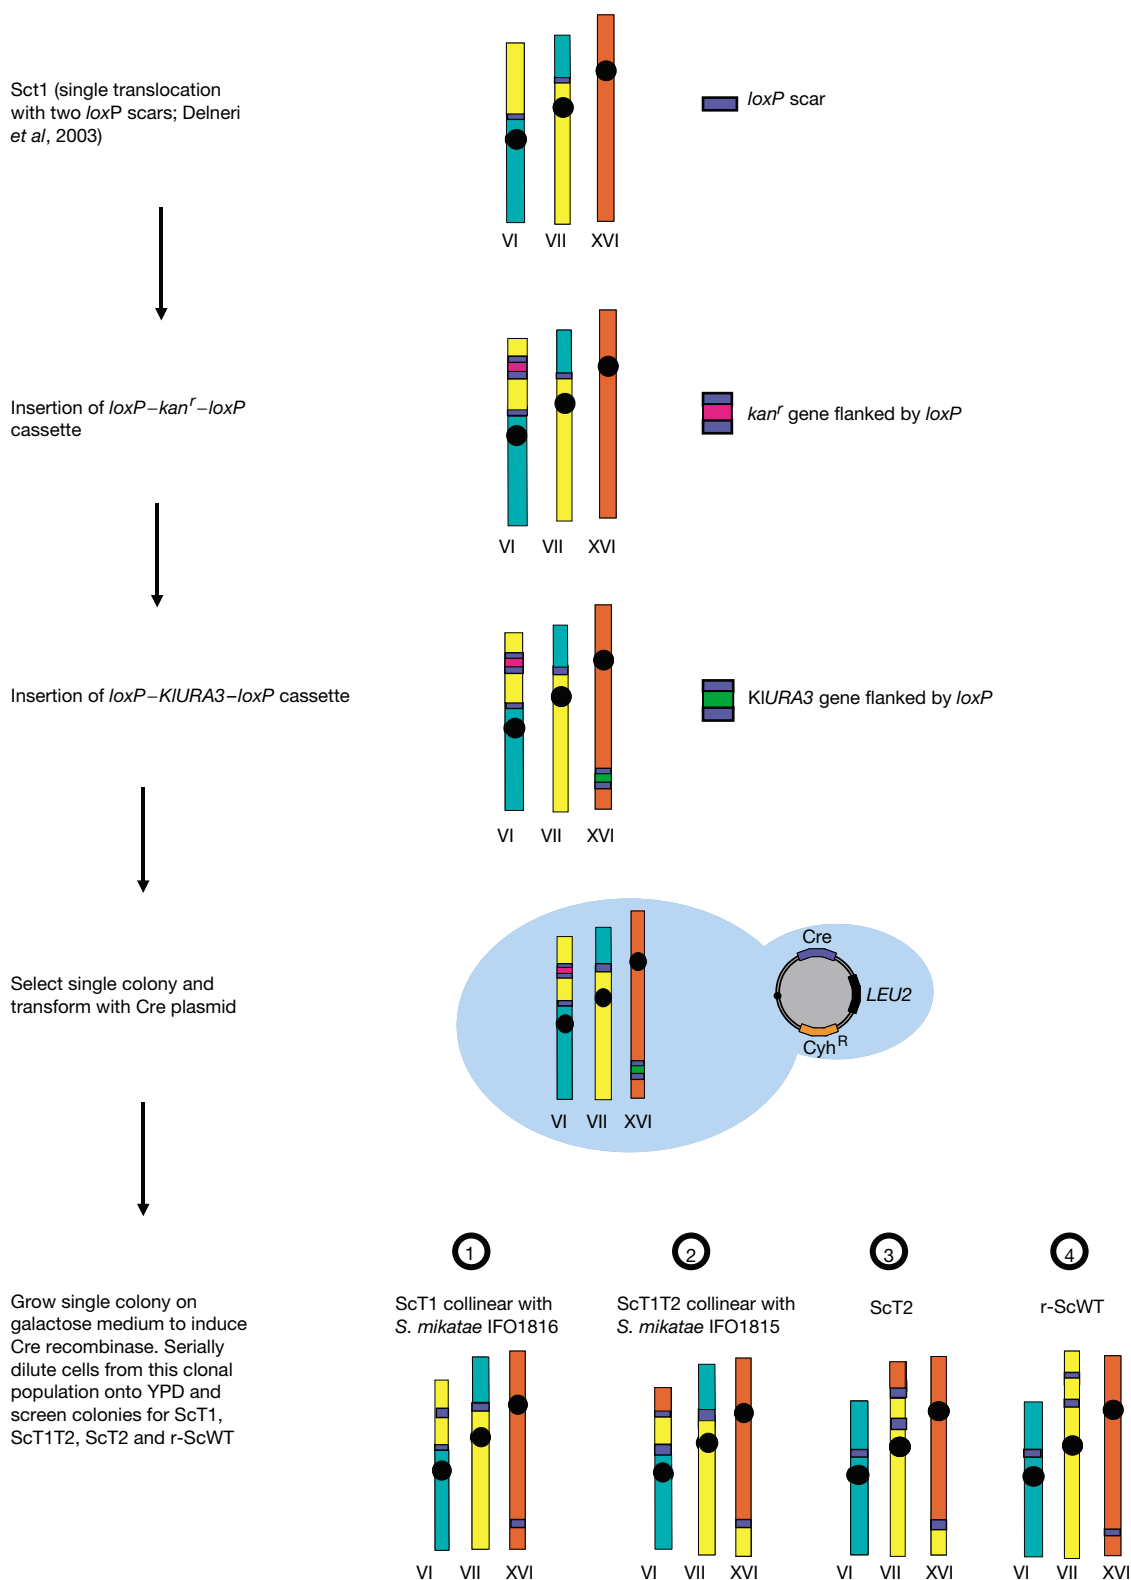 Sct1 (single translocation
with two loxP scars; Delneri
et al, 2003)
loxP scar
VI
VII
XVI
Insertion of loxP–kanʳ–loxP
cassette
kanʳ gene flanked by loxP
VI
VII
XVI
Insertion of loxP–KlURA3–loxP cassette
KlURA3 gene flanked by loxP
VI
VII
XVI
Select single colony and
transform with Cre plasmid
Cre
LEU2
Cyhᴿ
VI
VII
XVI
Grow single colony on
galactose medium to induce
Cre recombinase. Serially
dilute cells from this clonal
population onto YPD and
screen colonies for ScT1,
ScT1T2, ScT2 and r-ScWT
1
ScT1 collinear with
S. mikatae IFO1816
VI
VII
XVI
2
ScT1T2 collinear with
S. mikatae IFO1815
VI
VII
XVI
3
ScT2
VI
VII
XVI
4
r-ScWT
VI
VII
XVI